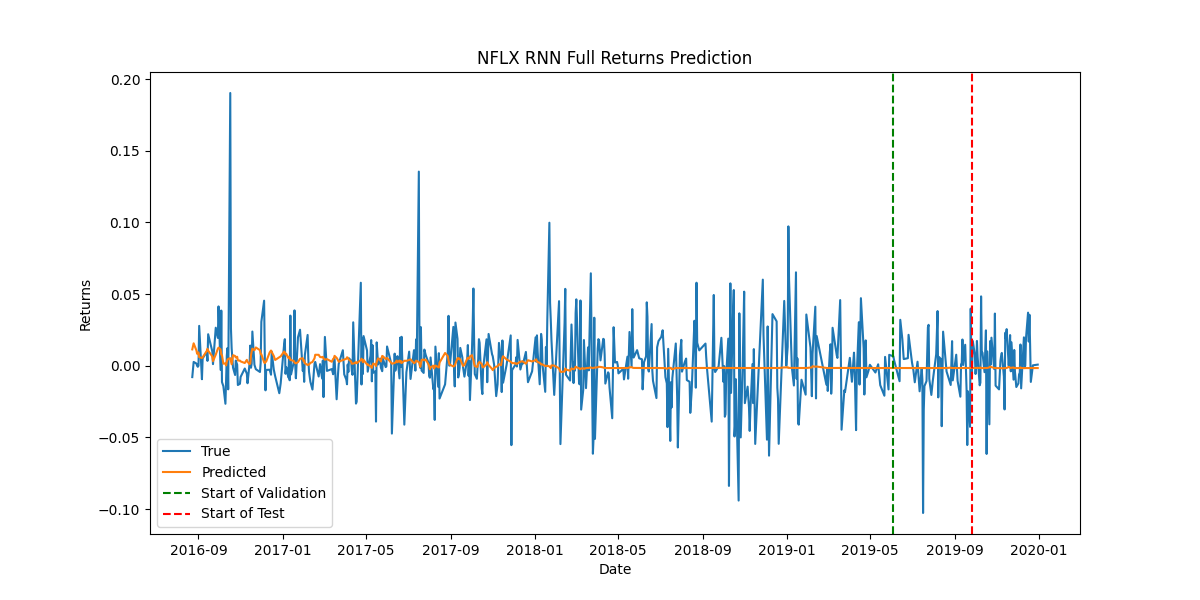 NFLX RNN Full Returns Prediction
0.20
0.15
0.10
0.05
0.00
−0.05
−0.10
Returns
True
Predicted
Start of Validation
Start of Test
2016-09 2017-01 2017-05 2017-09 2018-01 2018-05 2018-09 2019-01 2019-05 2019-09 2020-01
Date